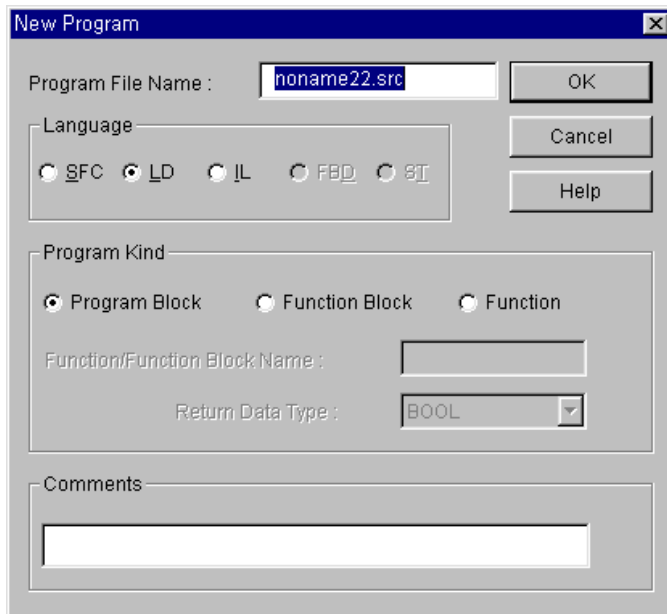 New Program
Program File Name : noname22.src OK
Language
Cancel
SFC LD IL FBD ST
Help
Program Kind
Program Block Function Block Function
Function/Function Block Name :
Return Data Type : BOOL
Comments